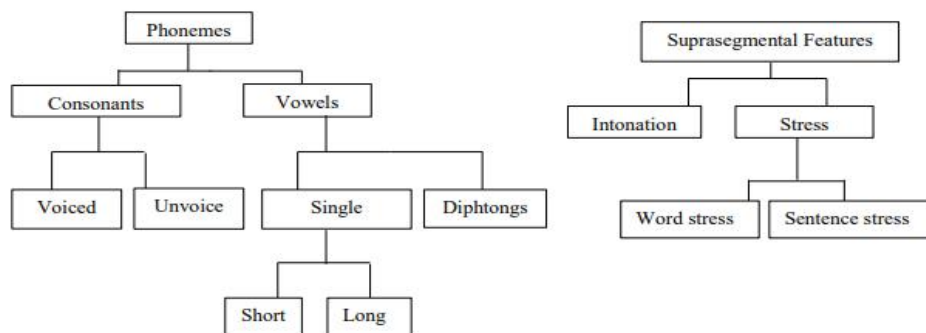 Phonemes
Consonants
Vowels
Voiced
Unvoice
Single
Diphtongs
Short
Long
Suprasegmental Features
Intonation
Stress
Word stress
Sentence stress